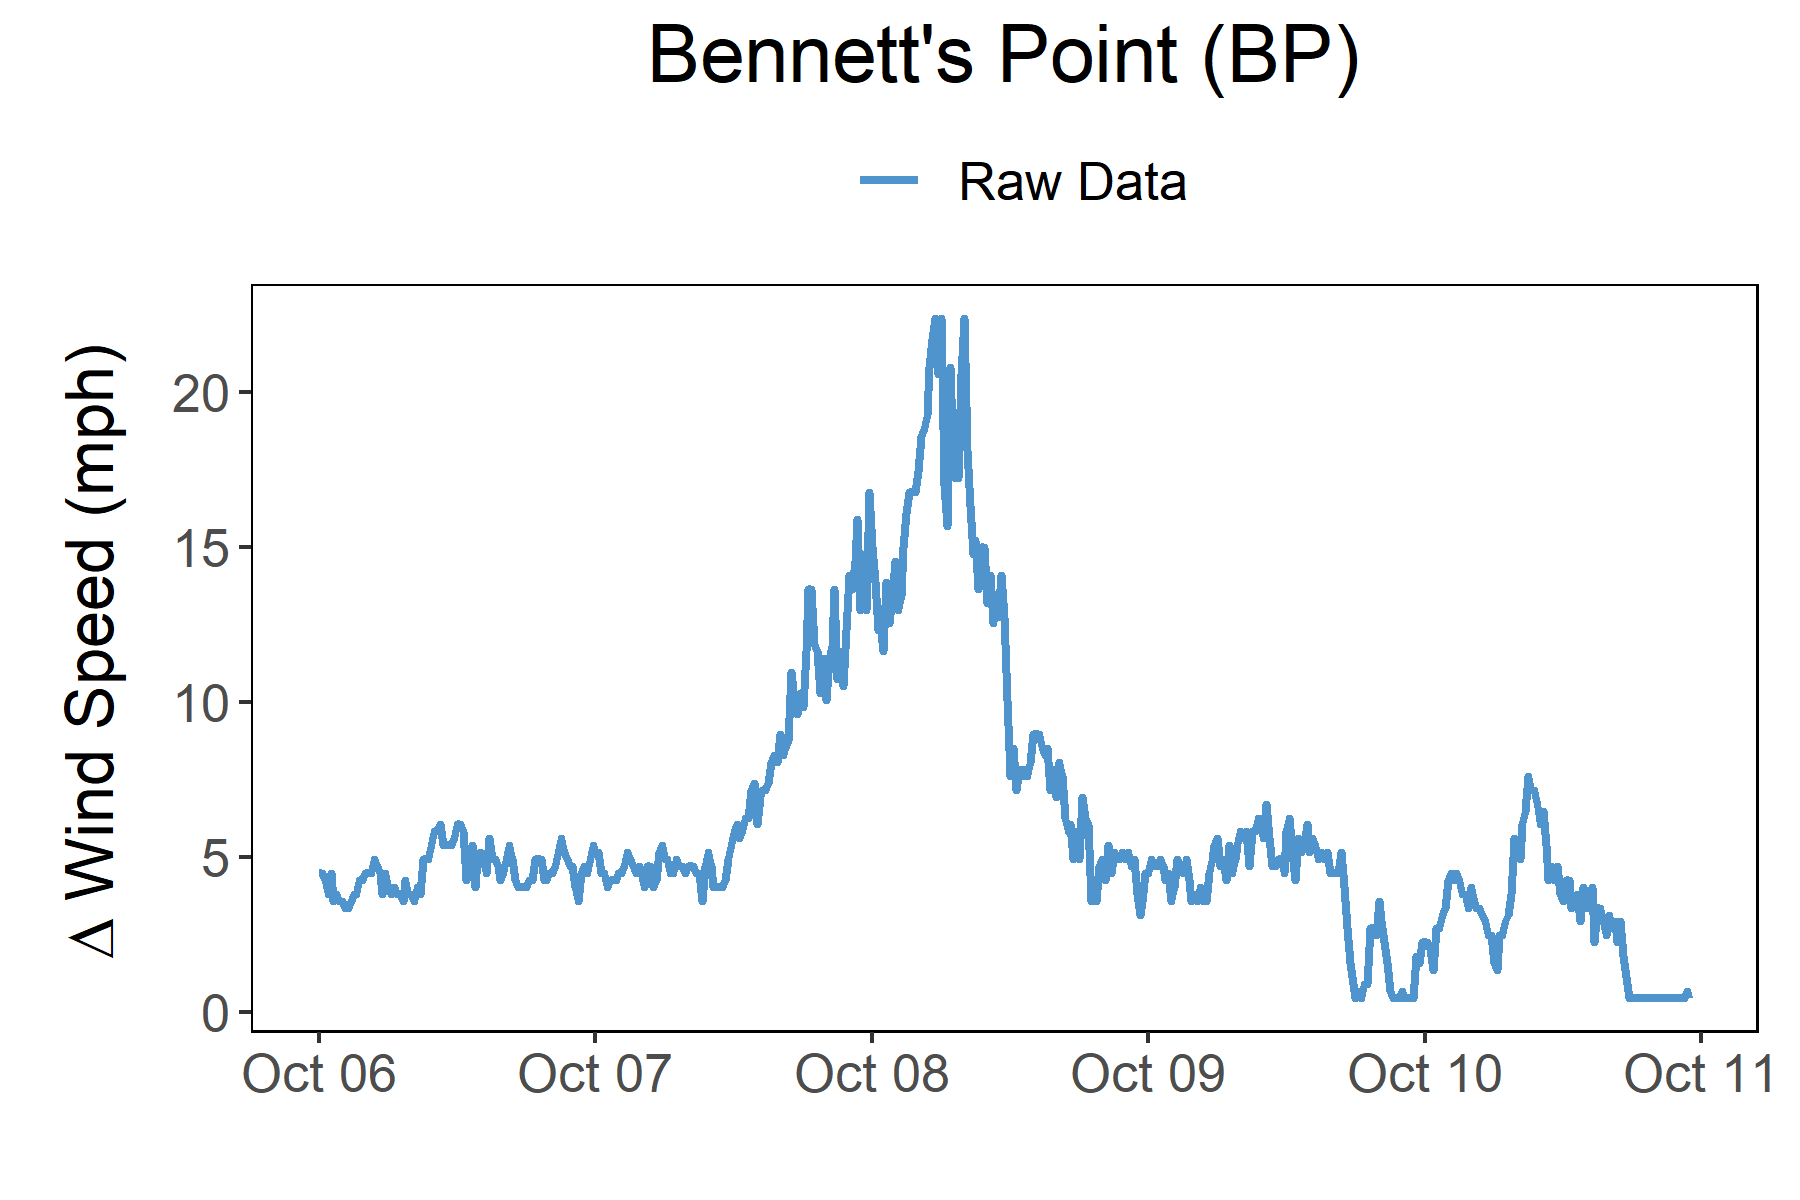 Bennett's Point (BP)
Raw Data
Δ Wind Speed (mph)
20
15
10
5
0
Oct 06 Oct 07 Oct 08 Oct 09 Oct 10 Oct 11